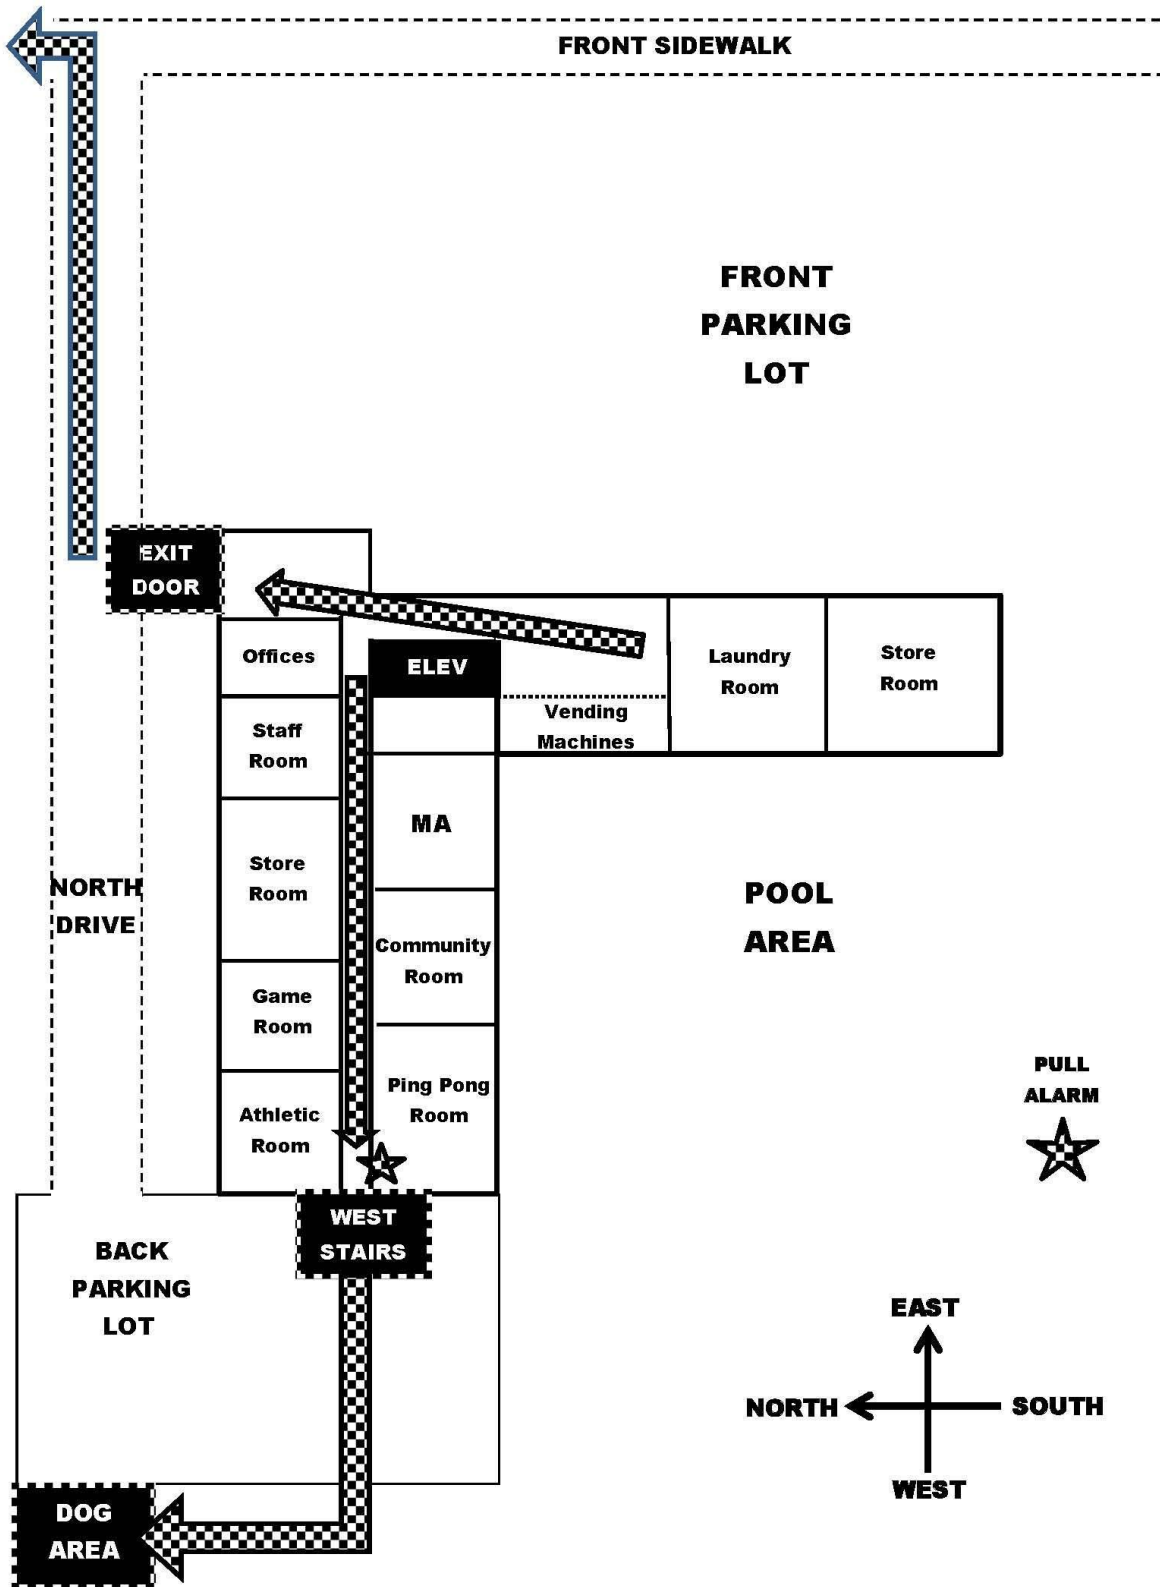 FRONT SIDEWALK
FRONT
PARKING
LOT
EXIT
DOOR
Offices
ELEV
Laundry
Room
Store
Room
Vending
Machines
Staff
Room
MA
Store
Room
NORTH
DRIVE
POOL
AREA
Community
Room
Game
Room
Ping Pong
Room
Athletic
Room
PULL
ALARM
WEST
STAIRS
BACK
PARKING
LOT
EAST
NORTH
SOUTH
WEST
DOG
AREA